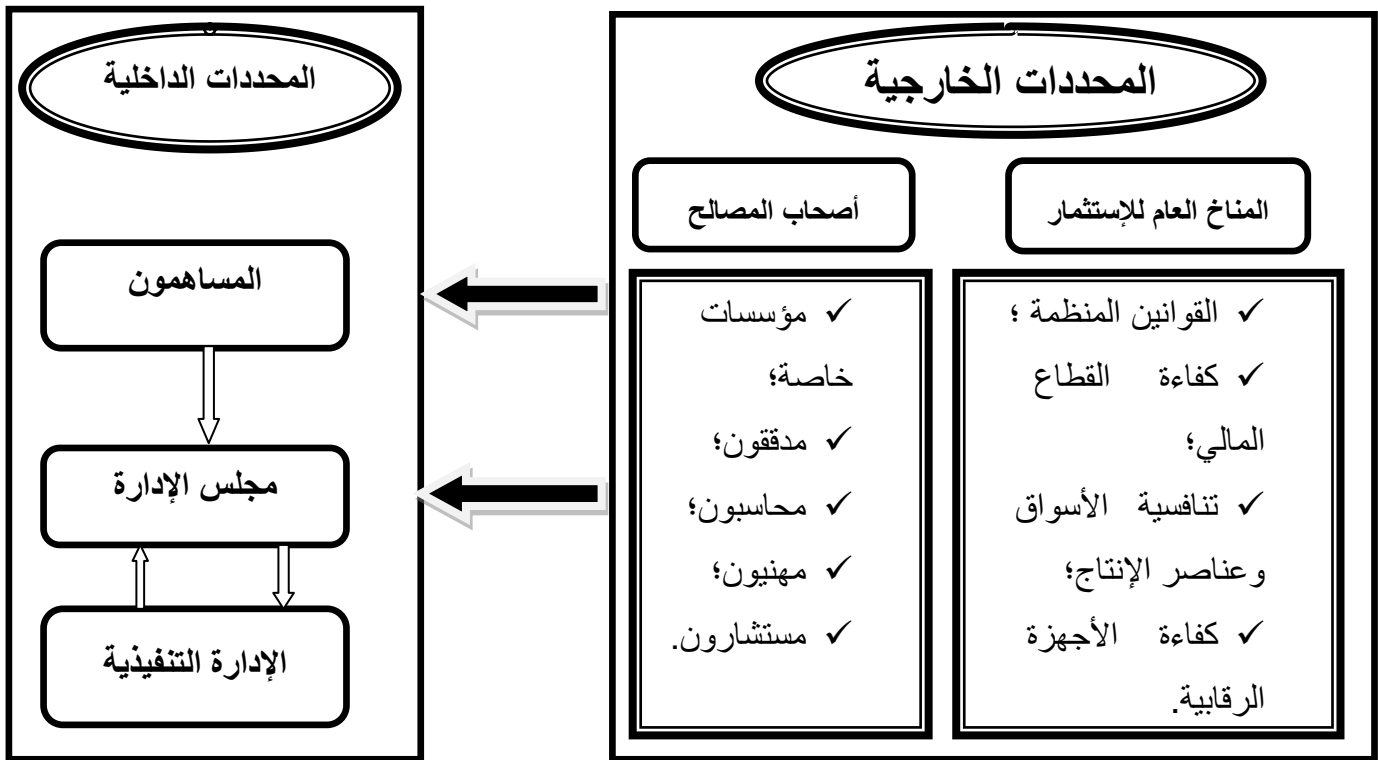 المحددات الخارجية
المناخ العام للإستثمار
✓ القوانين المنظمة ؛
✓ كفاءة القطاع
المالي؛
✓ تنافسية الأسواق
وعناصر الإنتاج؛
✓ كفاءة الأجهزة
الرقابية.
أصحاب المصالح
✓ مؤسسات
خاصة؛
✓ مدققون؛
✓ محاسبون؛
✓ مهنيون؛
✓ مستشارون.
المحددات الداخلية
المساهمون
مجلس الإدارة
الإدارة التنفيذية